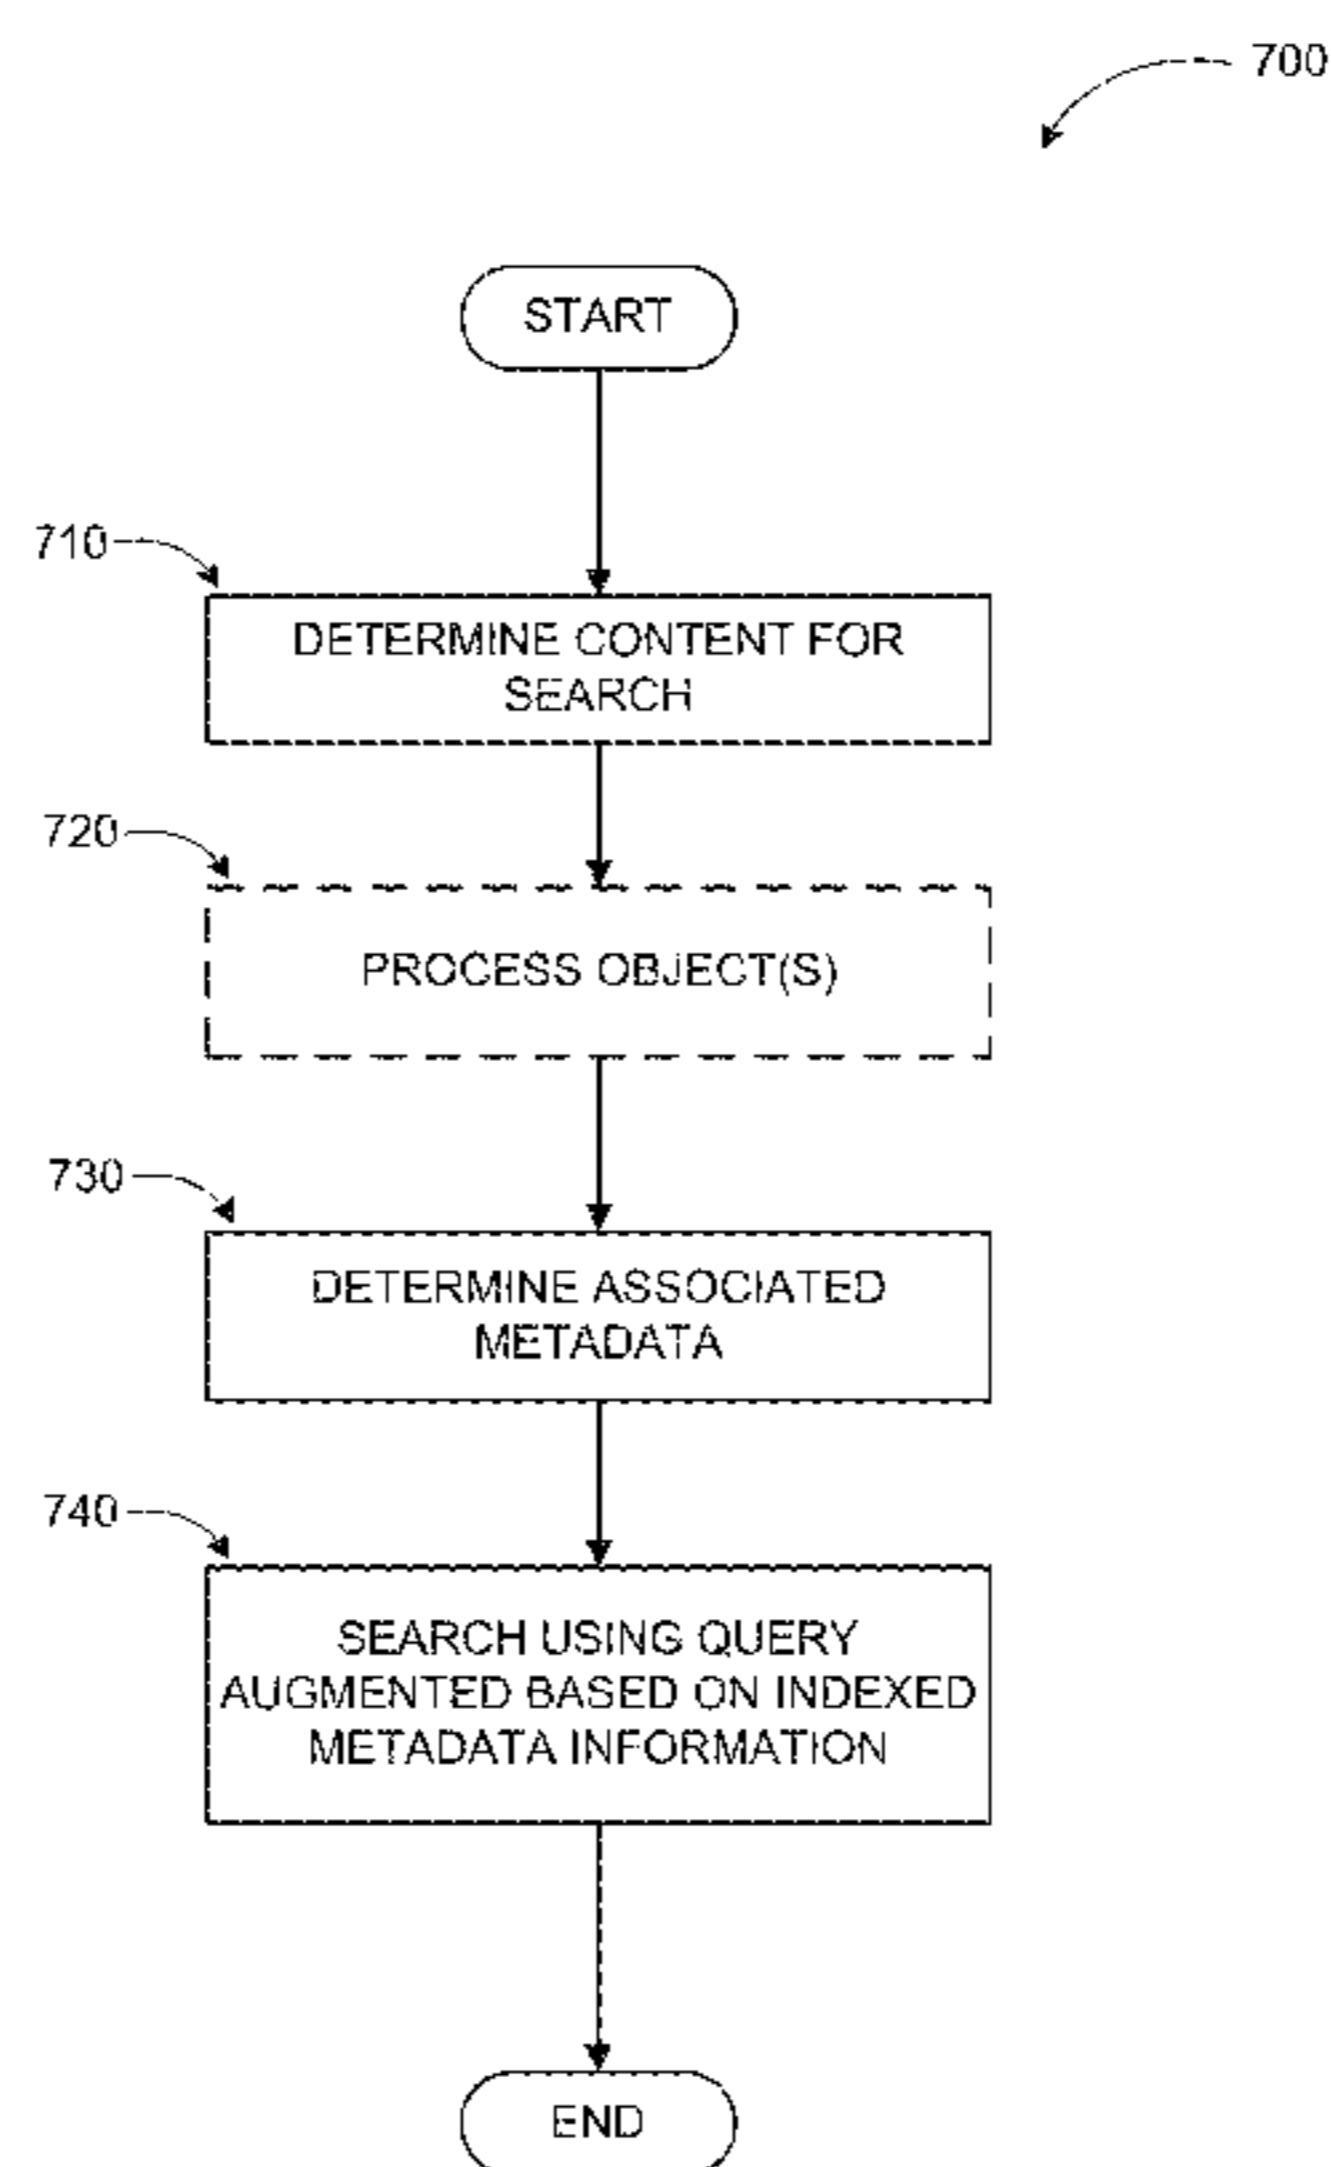 700
START
710
DETERMINE CONTENT FOR
SEARCH
720
PROCESS OBJECT(S)
730
DETERMINE ASSOCIATED
METADATA
740
SEARCH USING QUERY
AUGMENTED BASED ON INDEXED
METADATA INFORMATION
END